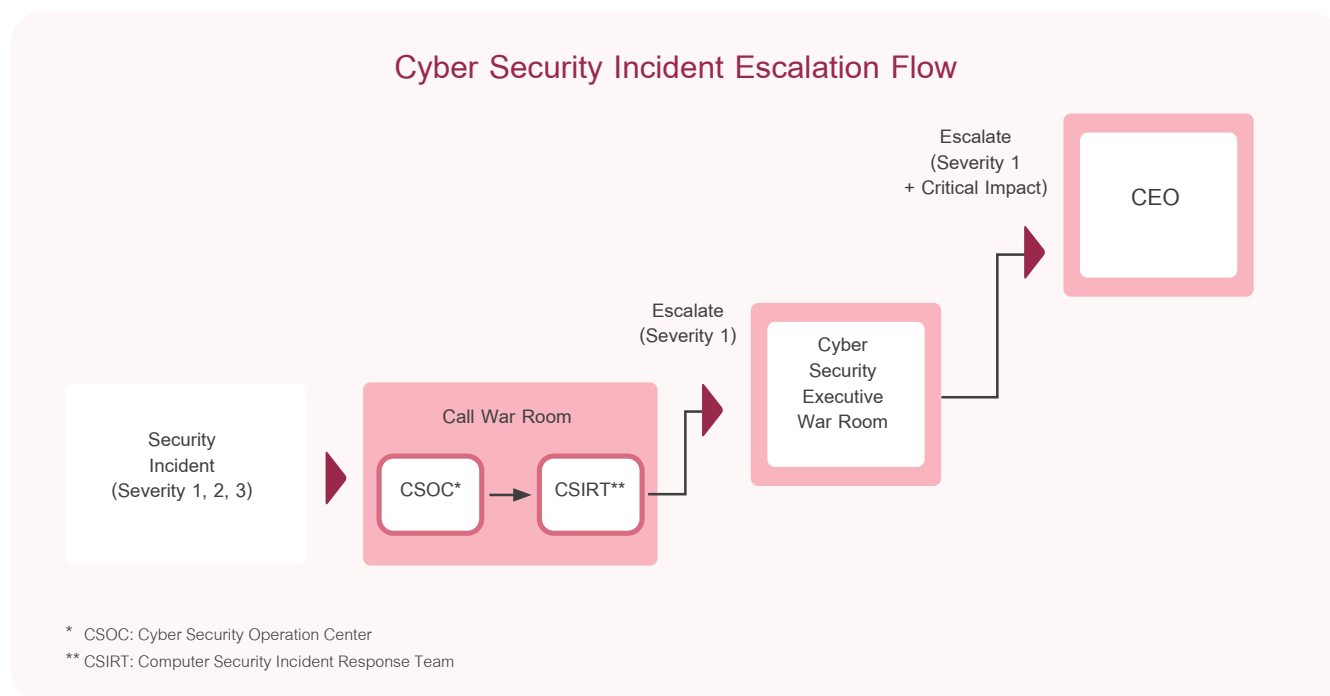 Cyber Security Incident Escalation Flow
Escalate
(Severity 1
+ Critical Impact)
CEO
Escalate
(Severity 1)
Cyber
Security
Executive
War Room
Call War Room
Security
Incident
(Severity 1, 2, 3)
CSOC*
CSIRT**
* CSOC: Cyber Security Operation Center
** CSIRT: Computer Security Incident Response Team